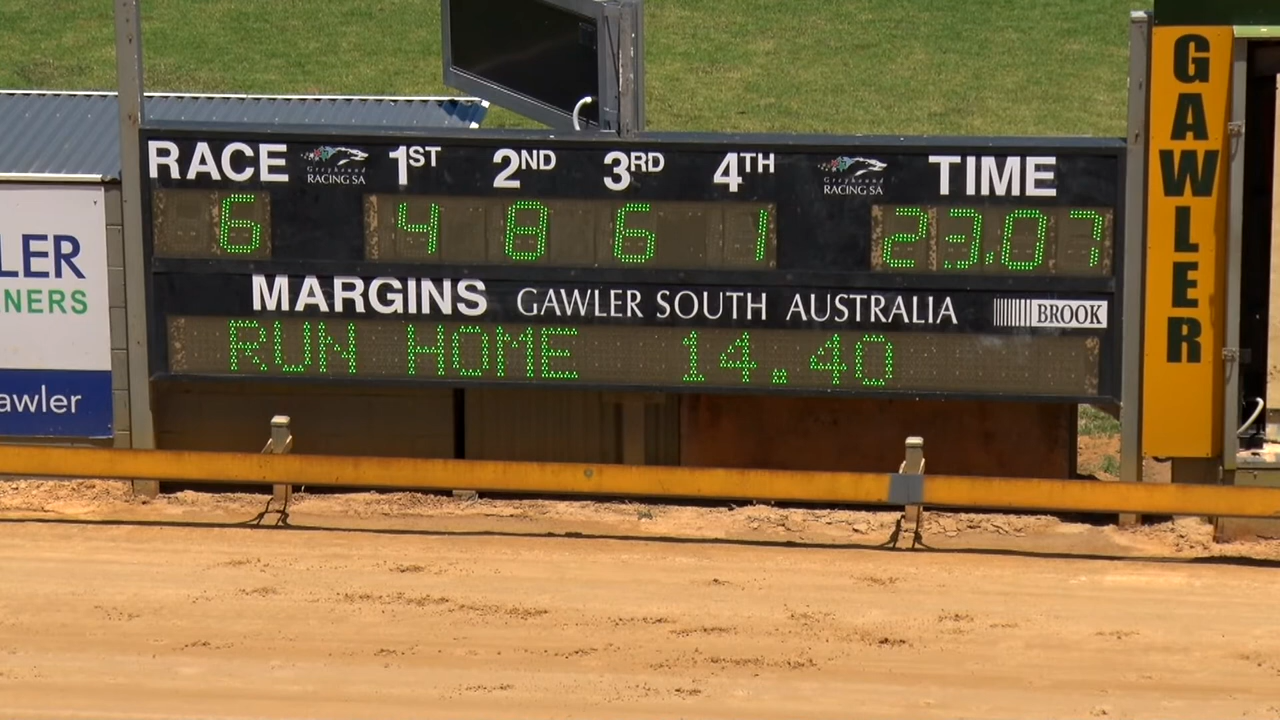 RACE Greyhound RACING SA 1ST 2ND 3RD 4TH Greyhound RACING SA TIME
6 4 8 6 1 23.07
MARGINS GAWLER SOUTH AUSTRALIA BROOK
RUN HOME 14.40
GAWLER
LER
NERS
awler